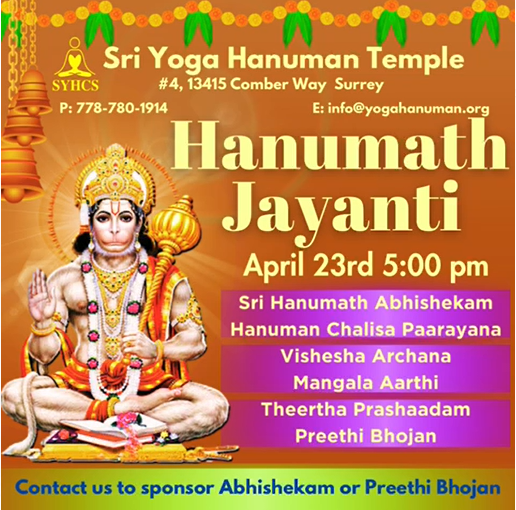 SYHCS
Sri Yoga Hanuman Temple
#4, 13415 Comber Way Surrey
P: 778-780-1914
E: info@yogahanuman.org
Hanumath
Jayanti
April 23rd 5:00 pm
Sri Hanumath Abhishekam
Hanuman Chalisa Paarayana
Vishesha Archana
Mangala Aarthi
Theertha Prashaadam
Preethi Bhojan
Contact us to sponsor Abhishekam or Preethi Bhojan